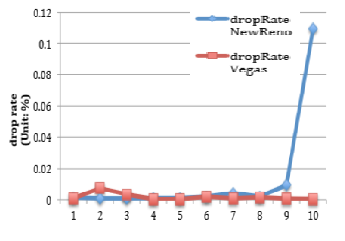 0.12
0.1
0.08
0.06
0.04
0.02
0
drop rate
(Unit: %)
dropRate
NewReno
dropRate
Vegas
1 2 3 4 5 6 7 8 9 10